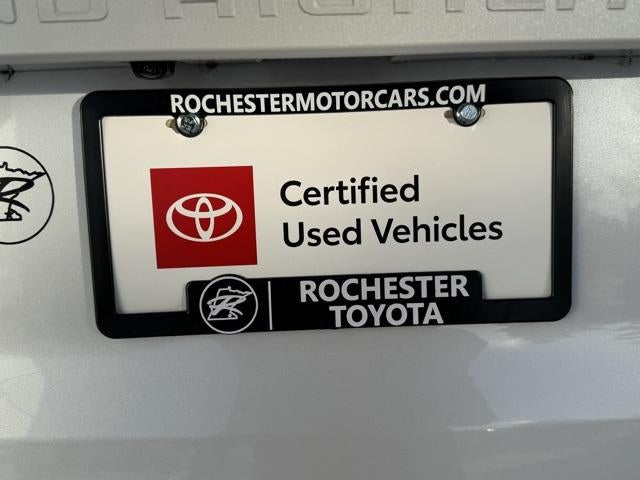 ROCHESTERMOTORCARS.COM
Certified
Used Vehicles
ROCHESTER
TOYOTA